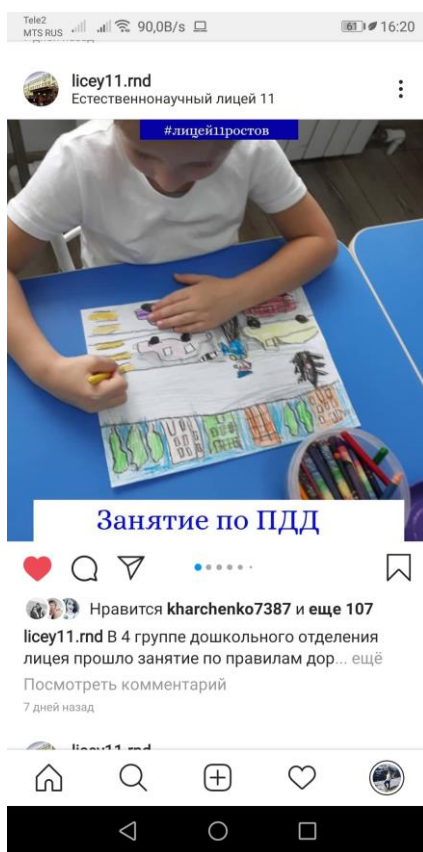 Tele2
MTS RUS 90,0B/s 61 16:20
licey11.rnd
Естественнонаучный лицей 11
#лицей11ростов
Занятие по ПДД
Нравится kharchenko7387 и еще 107
licey11.rnd В 4 группе дошкольного отделения
лицея прошло занятие по правилам дор... ещё
Посмотреть комментарий
7 дней назад